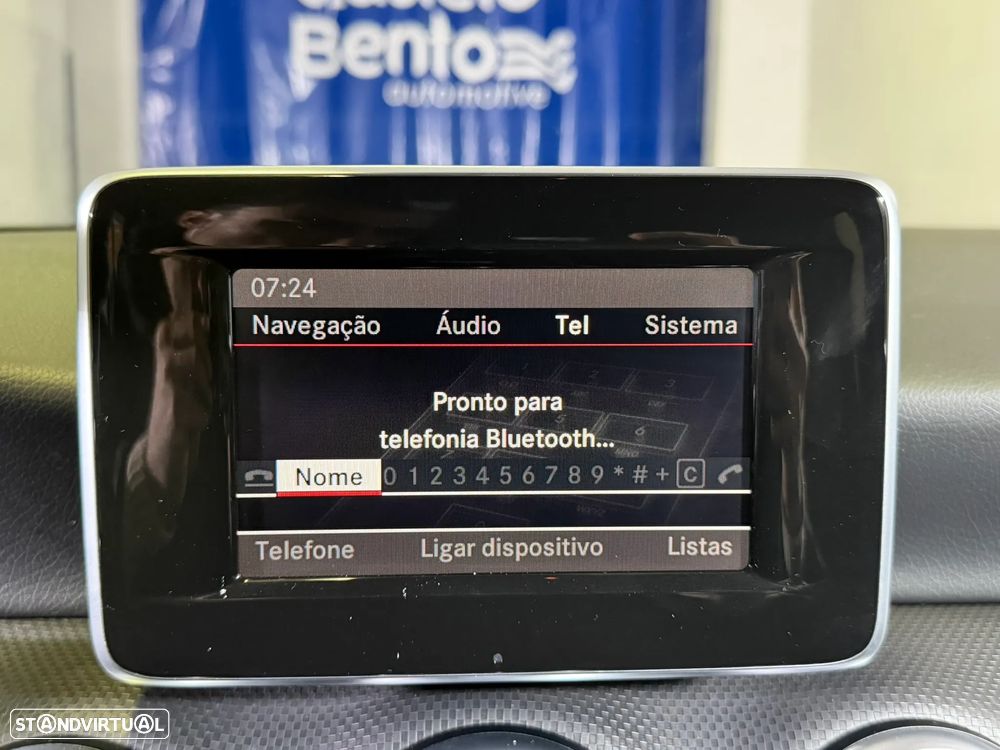 Bento
automotive
07:24
Navegação Áudio Tel Sistema
Pronto para
telefonia Bluetooth...
Nome 0 1 2 3 4 5 6 7 8 9 * # + C
Telefone Ligar dispositivo Listas
STANDVIRTUAL